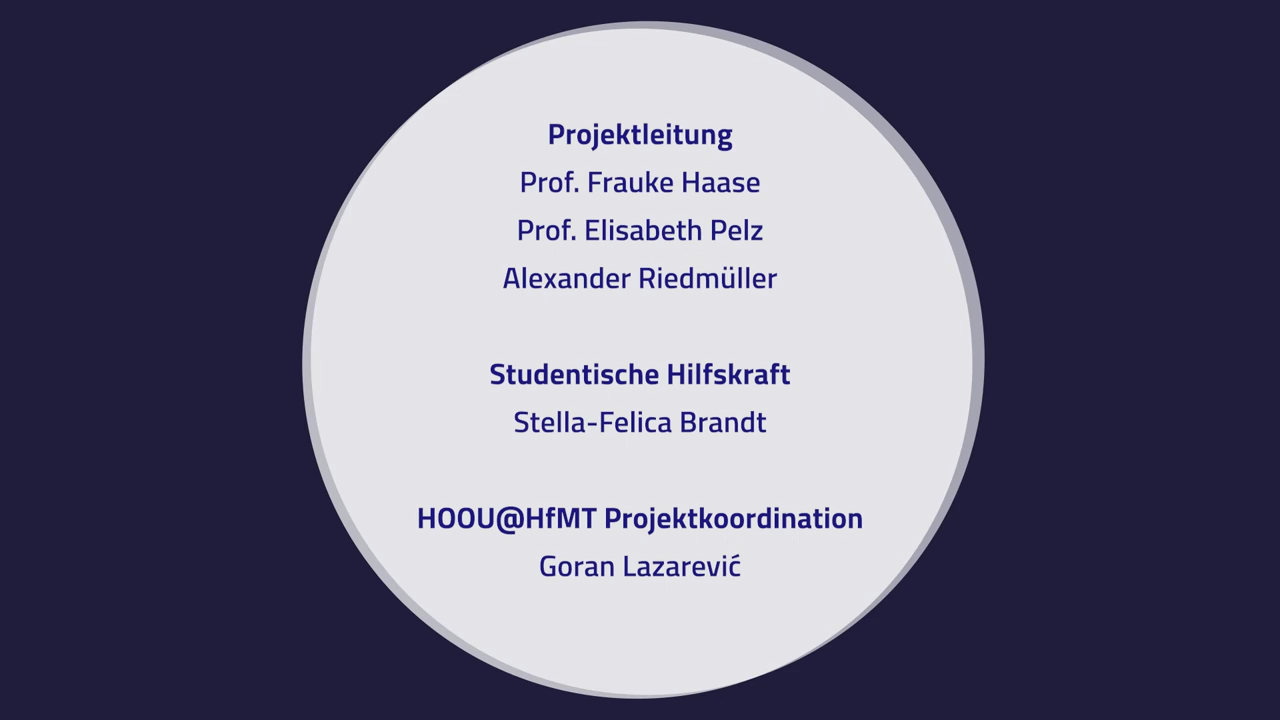 Projektleitung
Prof. Frauke Haase
Prof. Elisabeth Pelz
Alexander Riedmüller
Studentische Hilfskraft
Stella-Felica Brandt
HOOU@HfMT Projektkoordination
Goran Lazarević